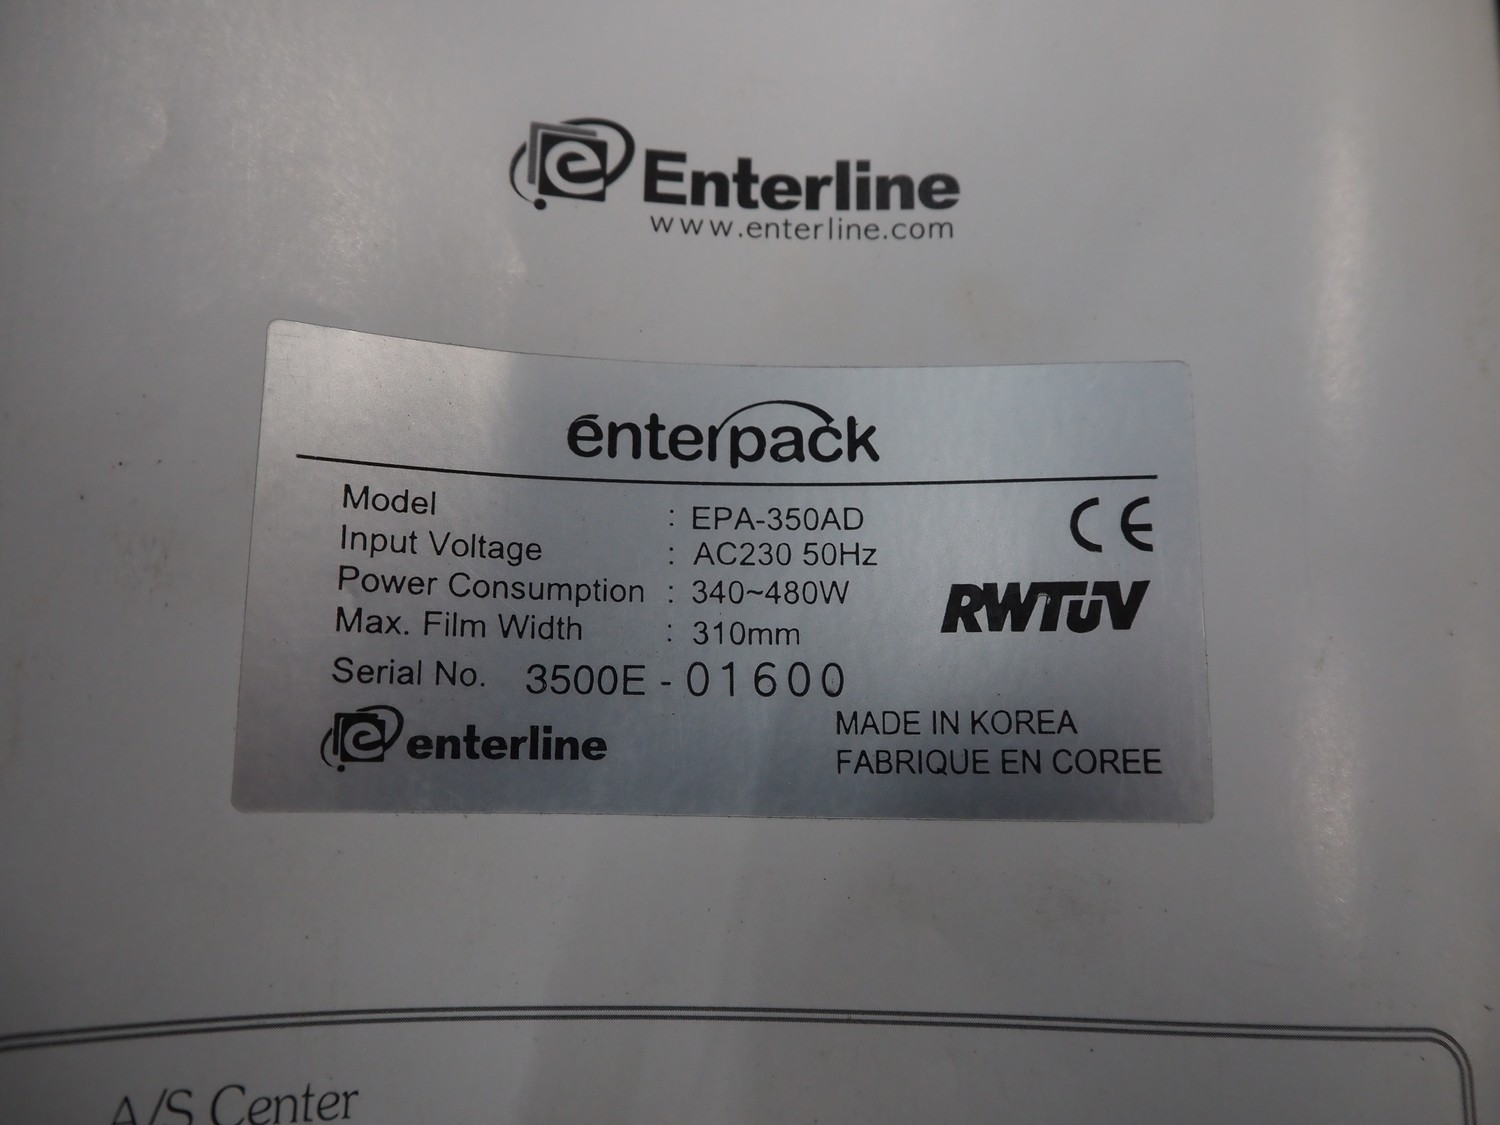 Enterline
www.enterline.com
enterpack
Model : EPA-350AD
Input Voltage : AC230 50Hz
Power Consumption : 340~480W
Max. Film Width : 310mm
Serial No. 3500E - 01600
CE
RWTÜV
enterline
MADE IN KOREA
FABRIQUE EN COREE
A/S Center